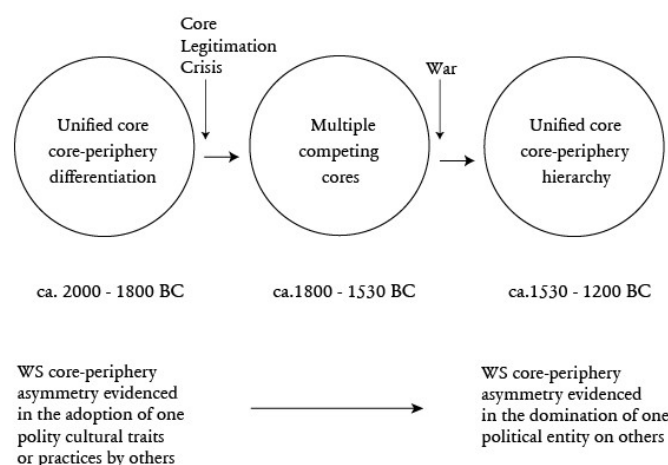 Core
Legitimation
Crisis
War
Unified core
core-periphery
differentiation
Multiple
competing
cores
Unified core
core-periphery
hierarchy
ca. 2000 - 1800 BC
ca.1800 - 1530 BC
ca.1530 - 1200 BC
WS core-periphery
asymmetry evidenced
in the adoption of one
polity cultural traits
or practices by others
WS core-periphery
asymmetry evidenced
in the domination of one
political entity on others